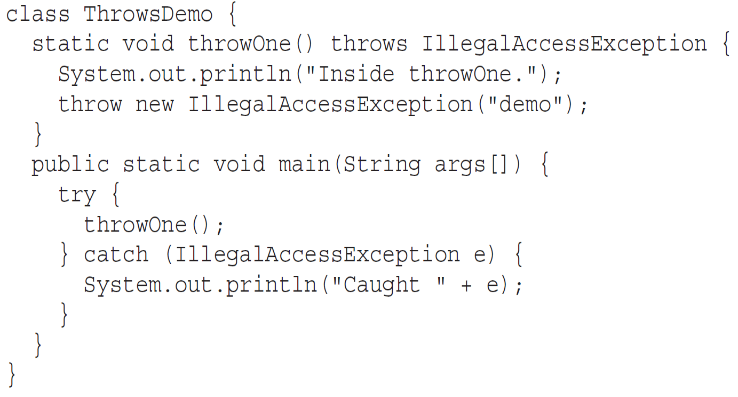 class ThrowsDemo {
  static void throwOne() throws IllegalAccessException {
    System.out.println("Inside throwOne.");
    throw new IllegalAccessException("demo");
  }
  public static void main(String args[]) {
    try {
      throwOne();
    } catch (IllegalAccessException e) {
      System.out.println("Caught " + e);
    }
  }
}